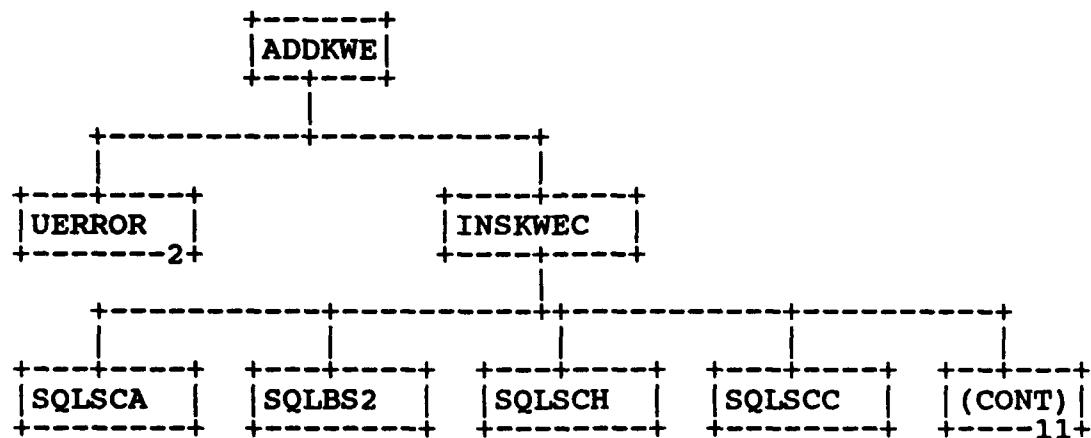 ADDKWE
UERROR INSKWEC
2
SQLSCA SQLBS2 SQLSCH SQLSCC (CONT)
11